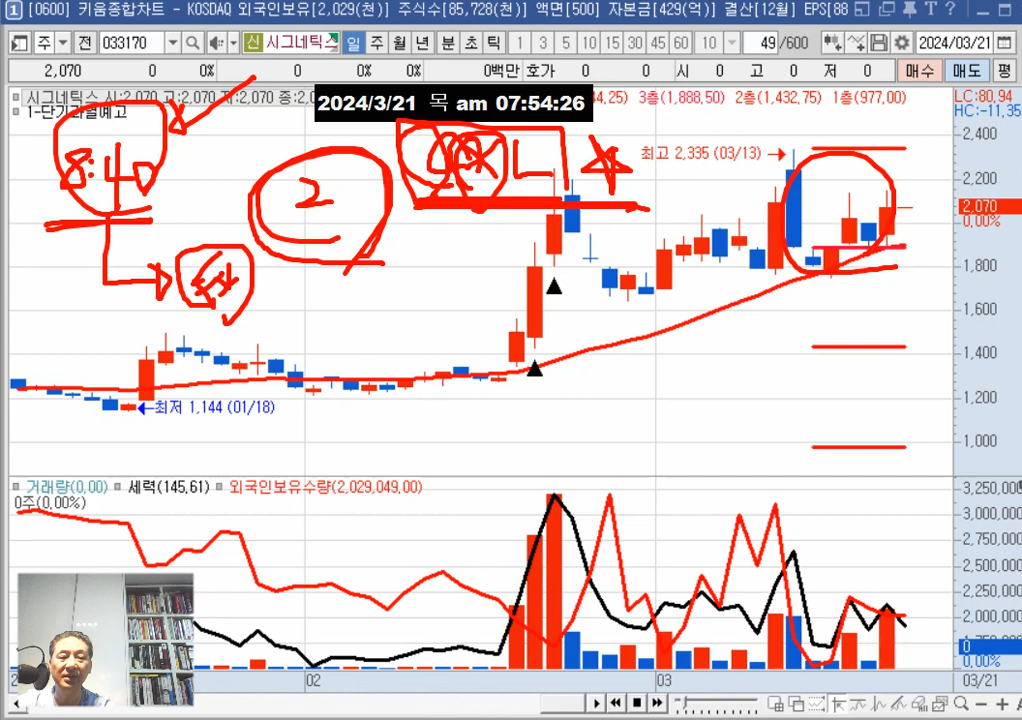 [0600] 키움종합차트 - KOSDAQ 외국인보유[2,029(천)] 주식수[85,728(천)] 액면[500] 자본금[429(억)] 결산[12월] EPS[88
주 전 033170 신 시그네틱스 일 주 월 년 분 초 틱 1 3 5 10 15 30 45 60 10 49 /600 2024/03/21
2,070 0 0% 0 0% 0% 0백만 호가 0 0 시 0 고 0 저 0 매수 매도 평
시그네틱스 시:2,070 고:2,070 저:2,070 종:2,0
2024/3/21 목 am 07:54:26
44,25) 3층(1,888,50) 2층(1,432,75) 1층(977,00)
LC:80,94
HC:-11,35
1-단기과열예고
8:40
2
최고 2,335 (03/13)
2,400
2,200
2,070
0,00%
1,800
1,600
1,400
1,200
1,000
최저 1,144 (01/18)
거래량(0,00) 세력(145,61) 외국인보유수량(2,029,049,00)
0주(0,00%)
3,250,000
3,000,000
2,750,000
2,500,000
2,250,000
2,000,000
0
0,00%
02 03 03/21